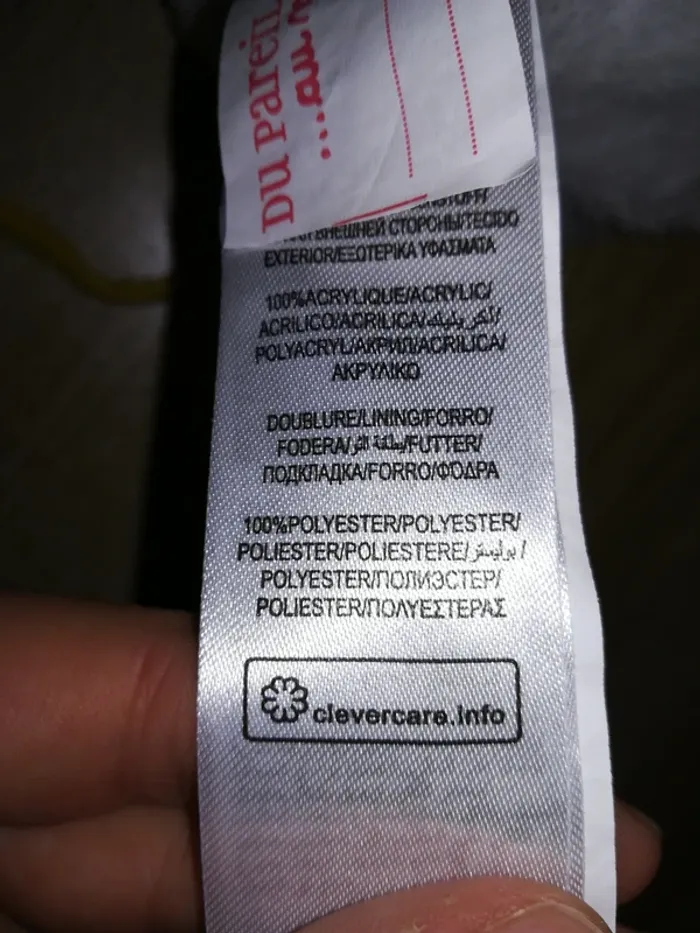 DU PAREIL
...au
ВНЕШНЕЙ СТОРОНЫ/TECIDO
EXTERIOR/ΕΞΩΤΕΡΙΚΑ ΥΦΑΣΜΑΤΑ
100%ACRYLIQUE/ACRYLIC/
ACRILICO/ACRILICA/أكريليك/
POLYACRYL/АКРИЛ/ACRILICA/
ΑΚΡΥΛΙΚΟ
DOUBLURE/LINING/FORRO/
FODERA/FUTTER/
ПОДКЛАДКА/FORRO/ΦΟΔΡΑ
100%POLYESTER/POLYESTER/
POLIESTER/POLIESTERE/بوليستر/
POLYESTER/ПОЛИЭСТЕР/
POLIESTER/ΠΟΛΥΕΣΤΕΡΑΣ
clevercare.info